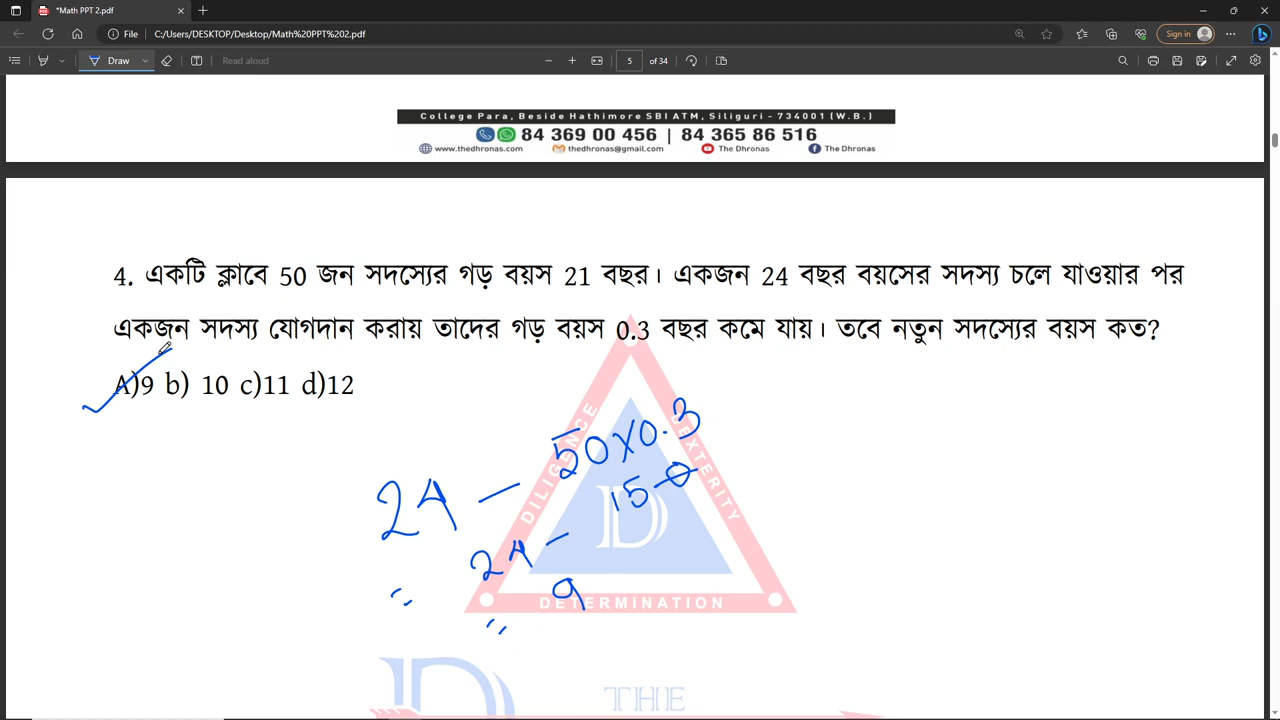 *Math PPT 2.pdf
File C:/Users/DESKTOP/Desktop/Math%20PPT%202.pdf Sign in
Draw Read aloud 5 of 34
College Para, Beside Hathimore SBI ATM, Siliguri - 734001 (W.B.)
84 369 00 456 | 84 365 86 516
www.thedhronas.com thedhronas@gmail.com The Dhronas The Dhronas
4. একটি ক্লাবে 50 জন সদস্যের গড় বয়স 21 বছর। একজন 24 বছর বয়সের সদস্য চলে যাওয়ার পর
একজন সদস্য যোগদান করায় তাদের গড় বয়স 0.3 বছর কমে যায়। তবে নতুন সদস্যের বয়স কত?
A)9 b) 10 c)11 d)12
24 - 50X0.3
24 - 15
9
DILIGENCE
DEXTERITY
D
DETERMINATION
D THE